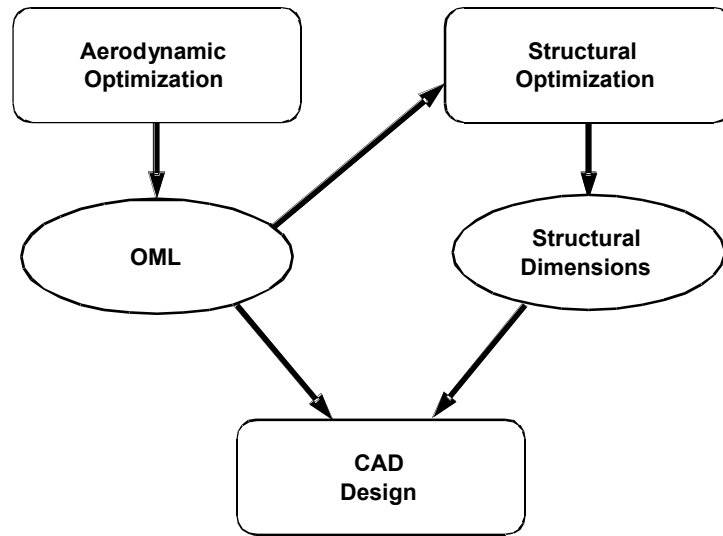 Aerodynamic
Optimization
Structural
Optimization
OML
Structural
Dimensions
CAD
Design